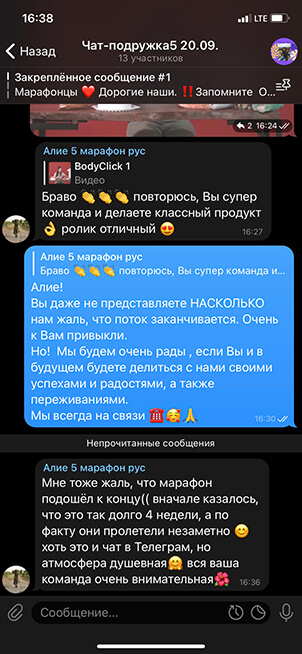 16:38
LTE
Назад
Чат-подружка5 20.09.
13 участников
Закреплённое сообщение #1
Марафонцы ❤️ Дорогие наши. ‼️Запомните О...
2 16:24
Алие 5 марафон рус
BodyClick 1
Видео
Браво 👏👏👏 повторюсь, Вы супер
команда и делаете классный продукт
👌 ролик отличный 😍
16:27
Алие 5 марафон рус
Браво 👏👏👏 повторюсь, Вы супер команда и...
Алие!
Вы даже не представляете НАСКОЛЬКО
нам жаль, что поток заканчивается. Очень
к Вам привыкли.
Но! Мы будем очень рады , если Вы и в
будущем будете делиться с нами своими
успехами и радостями, а также
переживаниями.
Мы всегда на связи ☎️🥰🙏
16:30
Непрочитанные сообщения
Алие 5 марафон рус
Мне тоже жаль, что марафон
подошёл к концу(( вначале казалось,
что это так долго 4 недели, а по
факту они пролетели незаметно 😊
хоть это и чат в Телеграм, но
атмосфера душевная🤗 вся ваша
команда очень внимательная🌺
16:36
Сообщение...